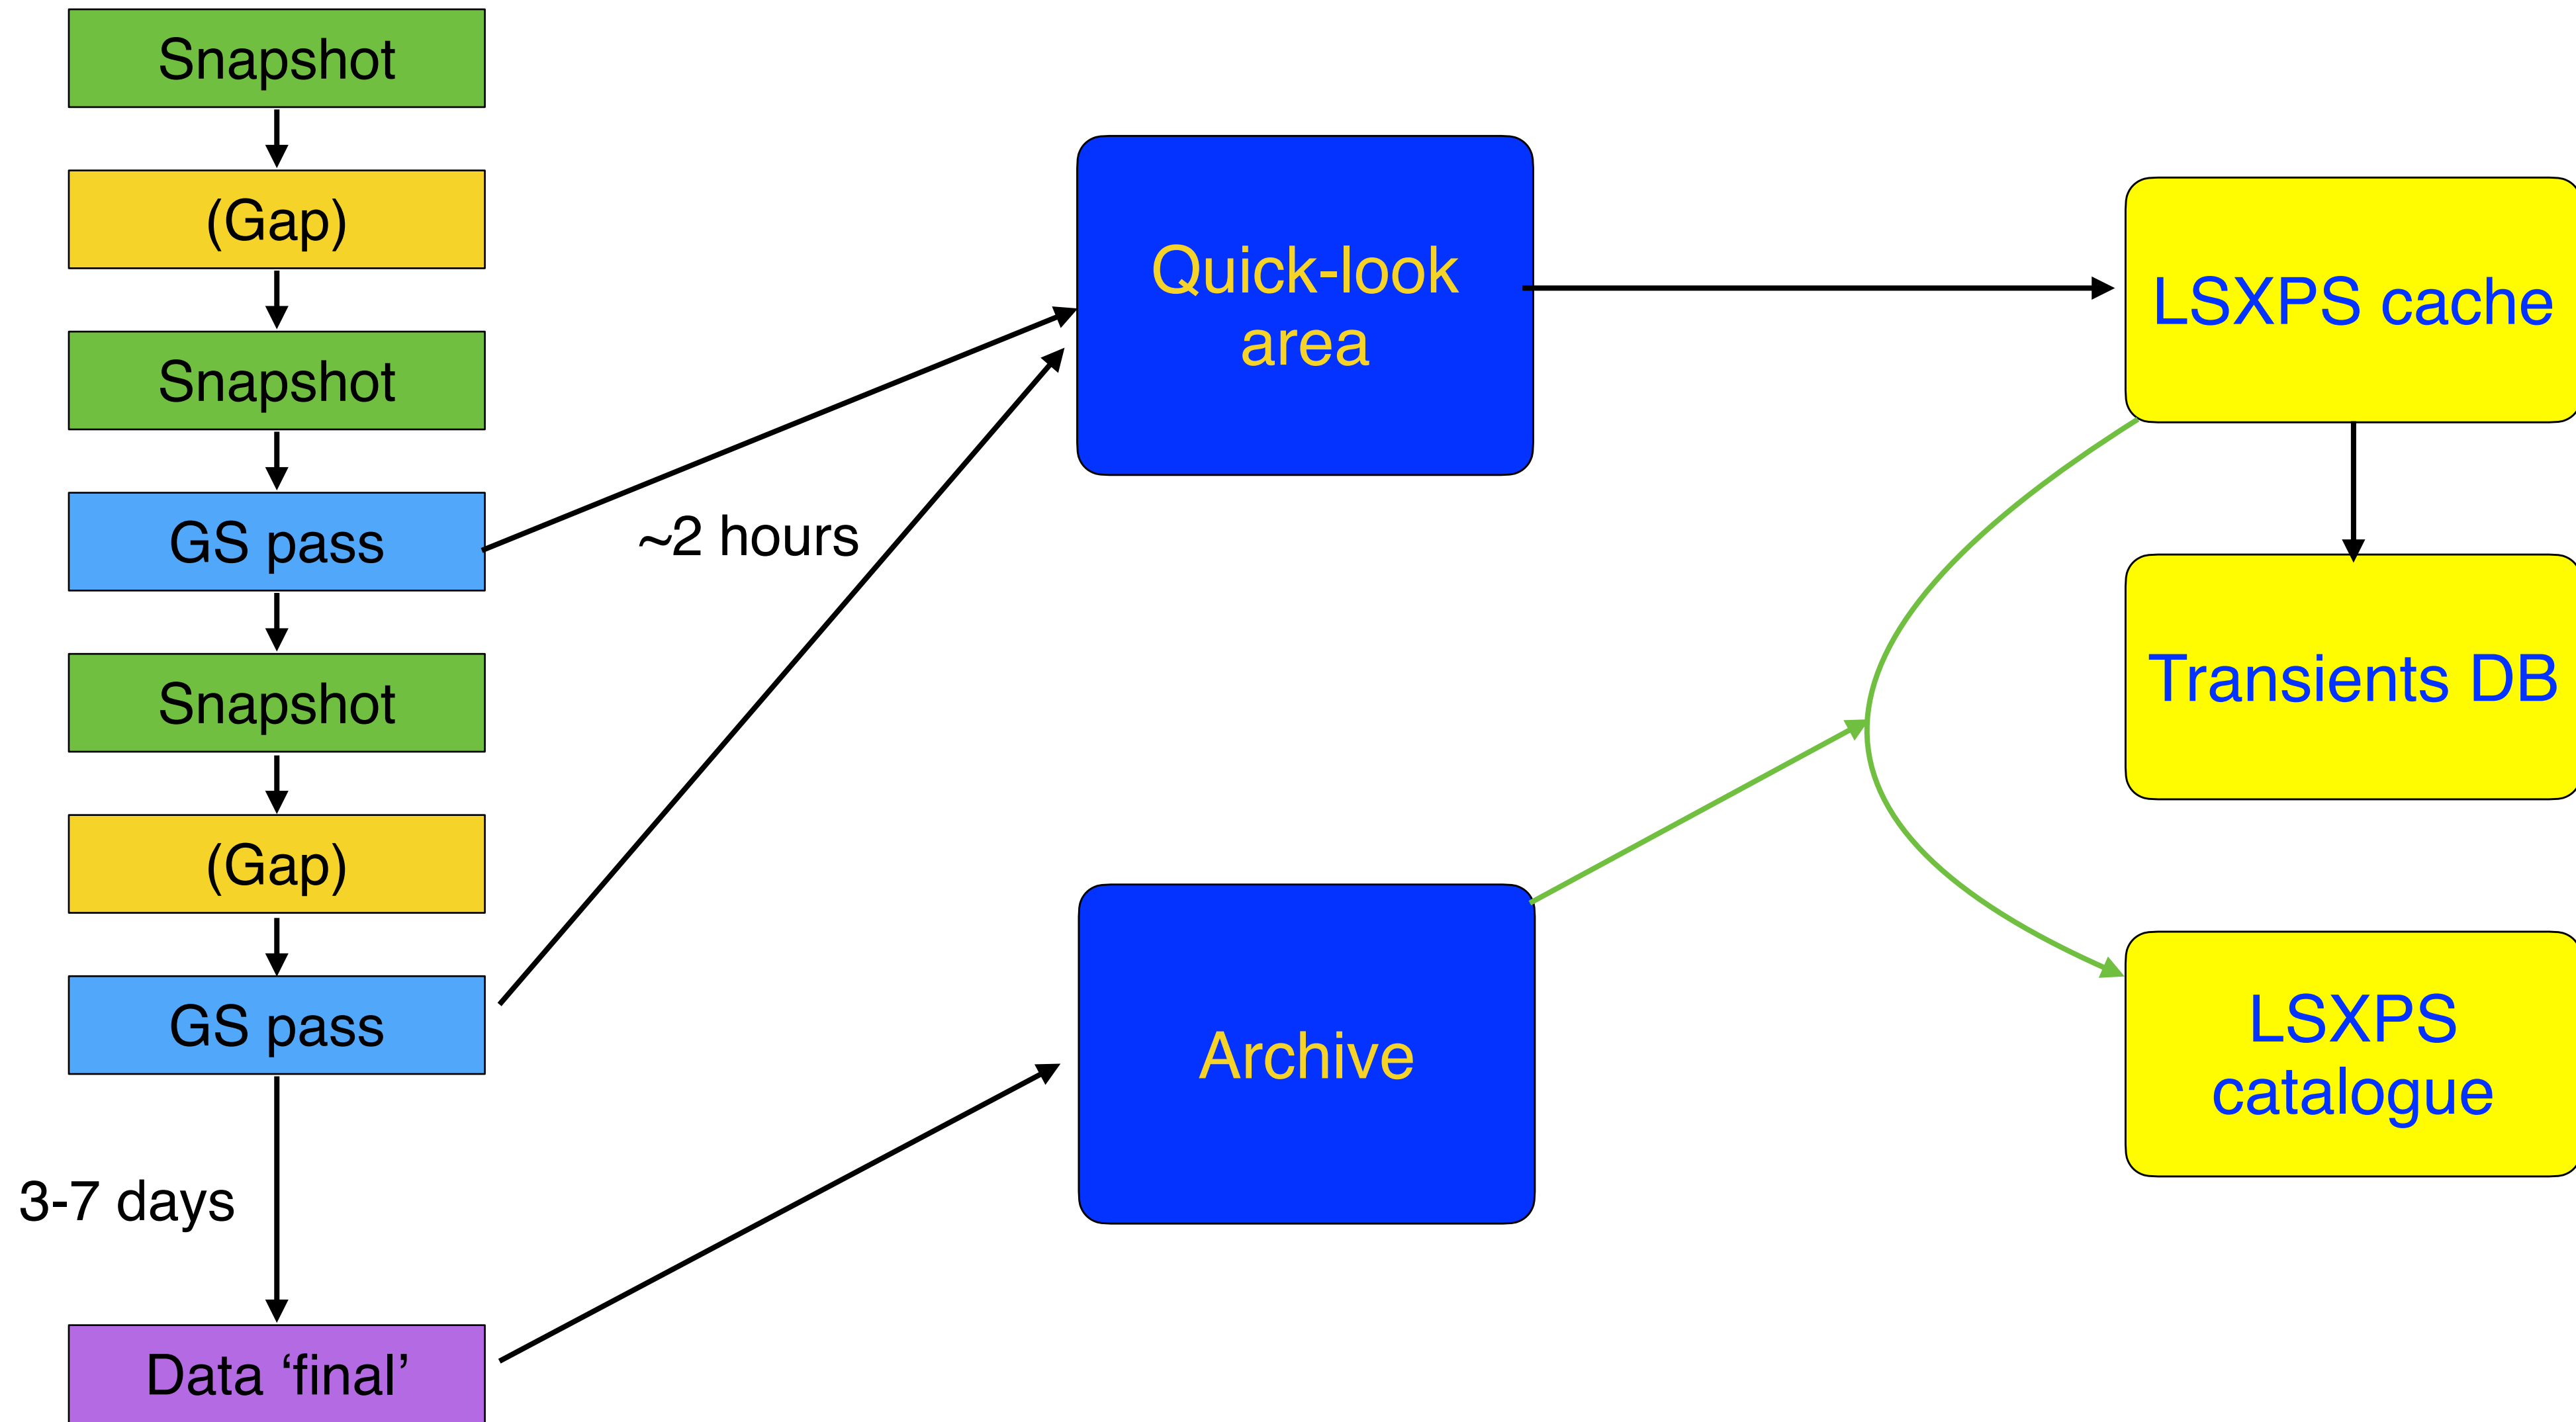 Snapshot
(Gap)
Snapshot
GS pass
Snapshot
(Gap)
GS pass
3-7 days
Data ‘final’
~2 hours
Quick-look
area
Archive
LSXPS cache
Transients DB
LSXPS
catalogue